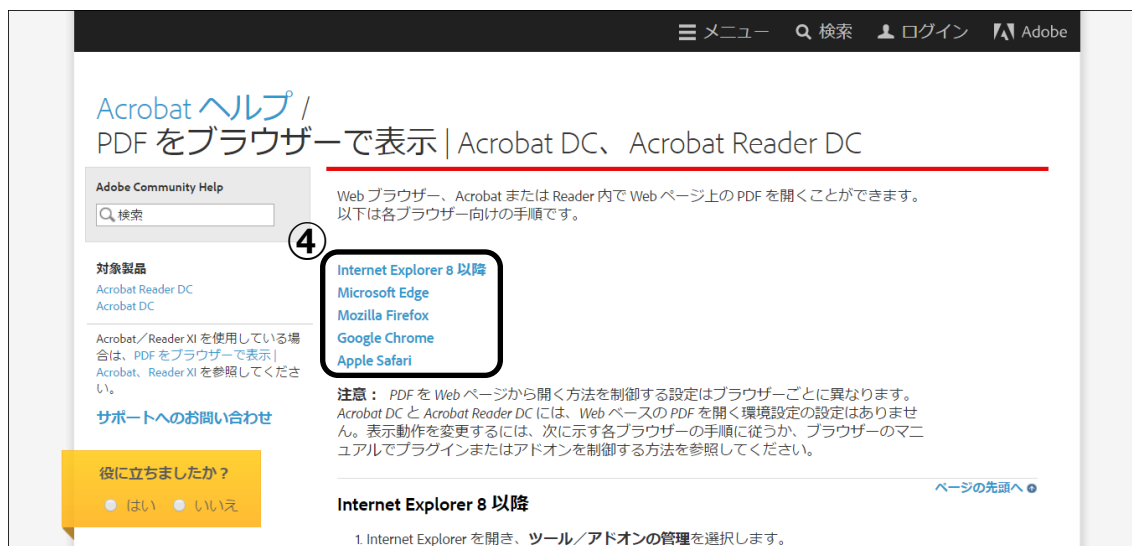 メニュー 検索 ログイン Adobe
Acrobat ヘルプ /
PDF をブラウザーで表示 | Acrobat DC、 Acrobat Reader DC
Adobe Community Help
検索
対象製品
Acrobat Reader DC
Acrobat DC
Acrobat／Reader XI を使用している場
合は、PDF をブラウザーで表示 |
Acrobat、Reader XI を参照してくださ
い。
サポートへのお問い合わせ
役に立ちましたか？
はい いいえ
Web ブラウザー、Acrobat または Reader 内で Web ページ上の PDF を開くことができます。
以下は各ブラウザー向けの手順です。
④
Internet Explorer 8 以降
Microsoft Edge
Mozilla Firefox
Google Chrome
Apple Safari
注意： PDF を Web ページから開く方法を制御する設定はブラウザーごとに異なります。
Acrobat DC と Acrobat Reader DC には、Web ベースの PDF を開く環境設定の設定はありませ
ん。表示動作を変更するには、次に示す各ブラウザーの手順に従うか、ブラウザーのマニ
ュアルでプラグインまたはアドオンを制御する方法を参照してください。
ページの先頭へ
Internet Explorer 8 以降
1. Internet Explorer を開き、ツール／アドオンの管理を選択します。